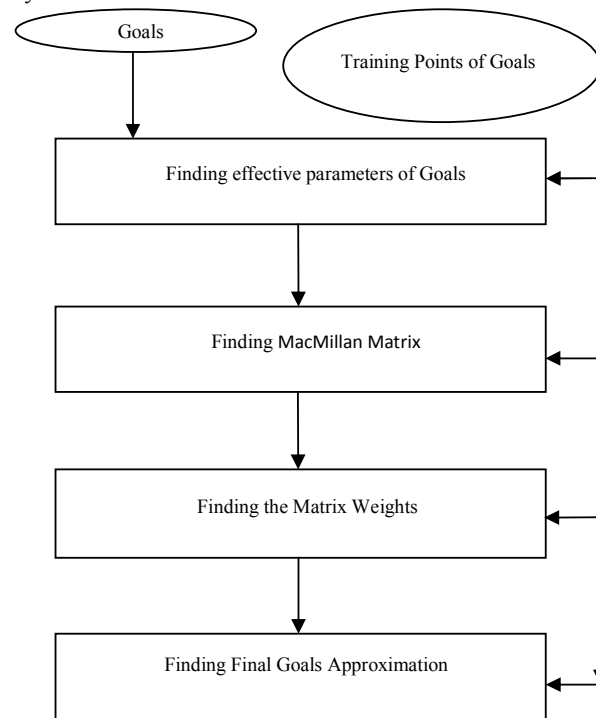 Goals
Training Points of Goals
Finding effective parameters of Goals
Finding MacMillan Matrix
Finding the Matrix Weights
Finding Final Goals Approximation